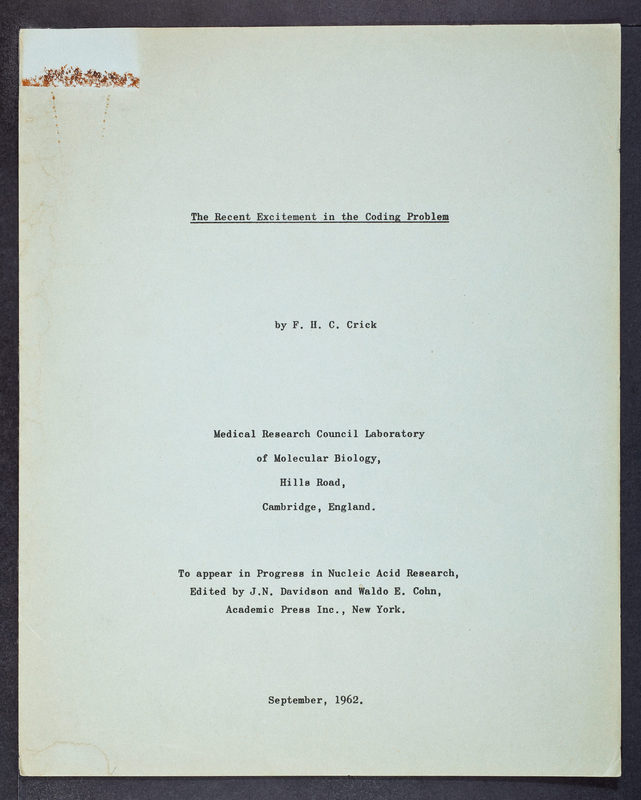 The Recent Excitement in the Coding Problem
by F. H. C. Crick
Medical Research Council Laboratory
of Molecular Biology,
Hills Road,
Cambridge, England.
To appear in Progress in Nucleic Acid Research,
Edited by J.N. Davidson and Waldo E. Cohn,
Academic Press Inc., New York.
September, 1962.